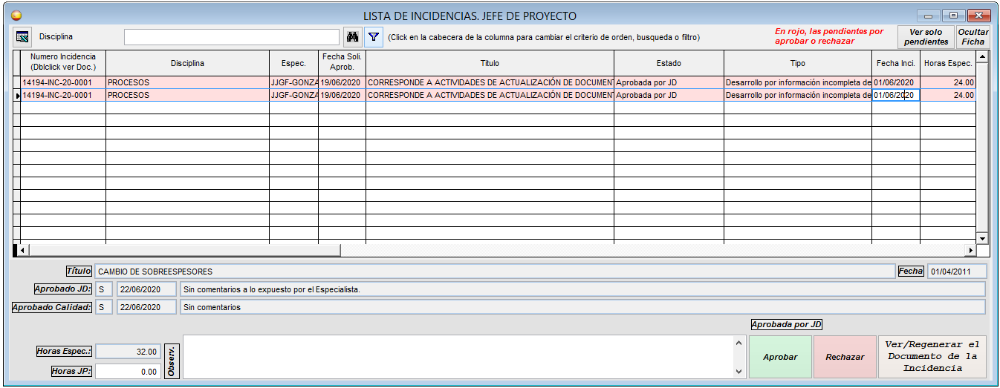 LISTA DE INCIDENCIAS. JEFE DE PROYECTO
Disciplina
(Click en la cabecera de la columna para cambiar el criterio de orden, busqueda o filtro)
En rojo, las pendientes por
aprobar o rechazar
Ver solo
pendientes
Ocultar
Ficha
Numero Incidencia
(Dblclick ver Doc.)
Disciplina
Espec.
Fecha Soli.
Aprob.
Titulo
Estado
Tipo
Fecha Inci.
Horas Espec.
14194-INC-20-0001 PROCESOS JJGF-GONZA 19/06/2020 CORRESPONDE A ACTIVIDADES DE ACTUALIZACIÓN DE DOCUMEN Aprobada por JD Desarrollo por información incompleta de 01/06/2020 24.00
14194-INC-20-0001 PROCESOS JJGF-GONZA 19/06/2020 CORRESPONDE A ACTIVIDADES DE ACTUALIZACIÓN DE DOCUMEN Aprobada por JD Desarrollo por información incompleta de 01/06/2020 24.00
Título CAMBIO DE SOBREESPESORES Fecha 01/04/2011
Aprobado JD: S 22/06/2020 Sin comentarios a lo expuesto por el Especialista.
Aprobado Calidad: S 22/06/2020 Sin comentarios
Aprobada por JD
Horas Espec.: 32.00
Horas JP: 0.00
Observ.
Aprobar
Rechazar
Ver/Regenerar el
Documento de la
Incidencia